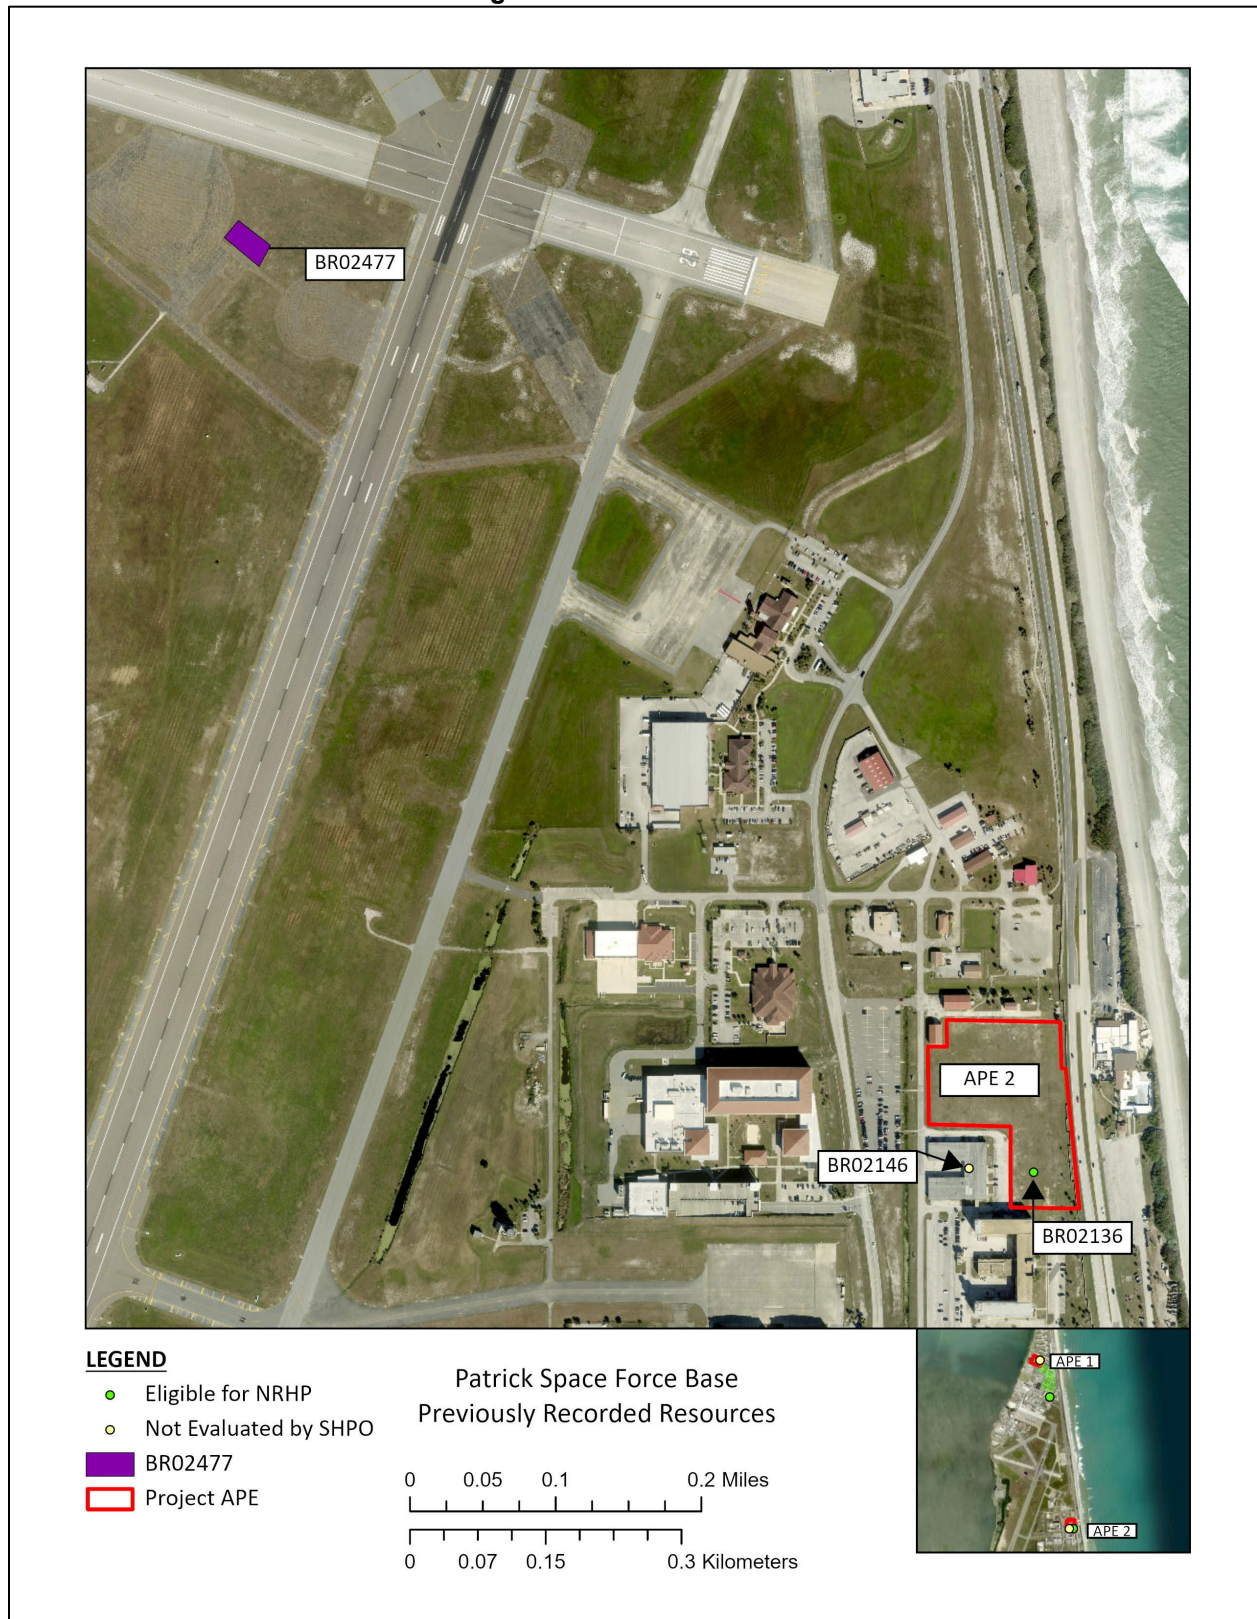 g
BR02477
29
APE 2
BR02146
BR02136
LEGEND
Eligible for NRHP
Not Evaluated by SHPO
BR02477
Project APE
Patrick Space Force Base
Previously Recorded Resources
0 0.05 0.1 0.2 Miles
0 0.07 0.15 0.3 Kilometers
APE 1
APE 2